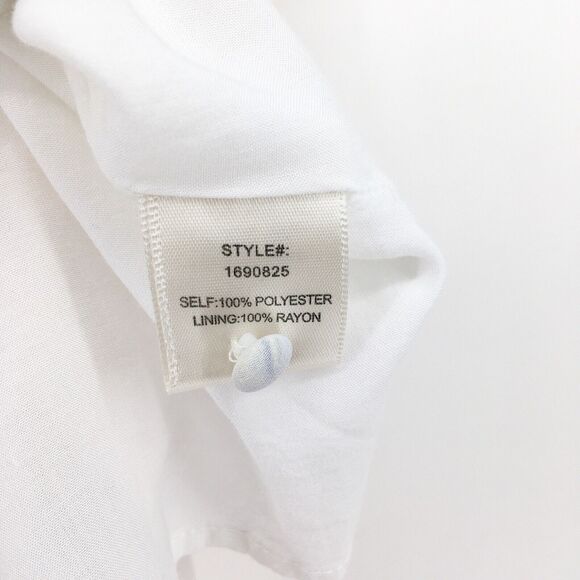 STYLE#:
1690825
SELF:100% POLYESTER
LINING:100% RAYON